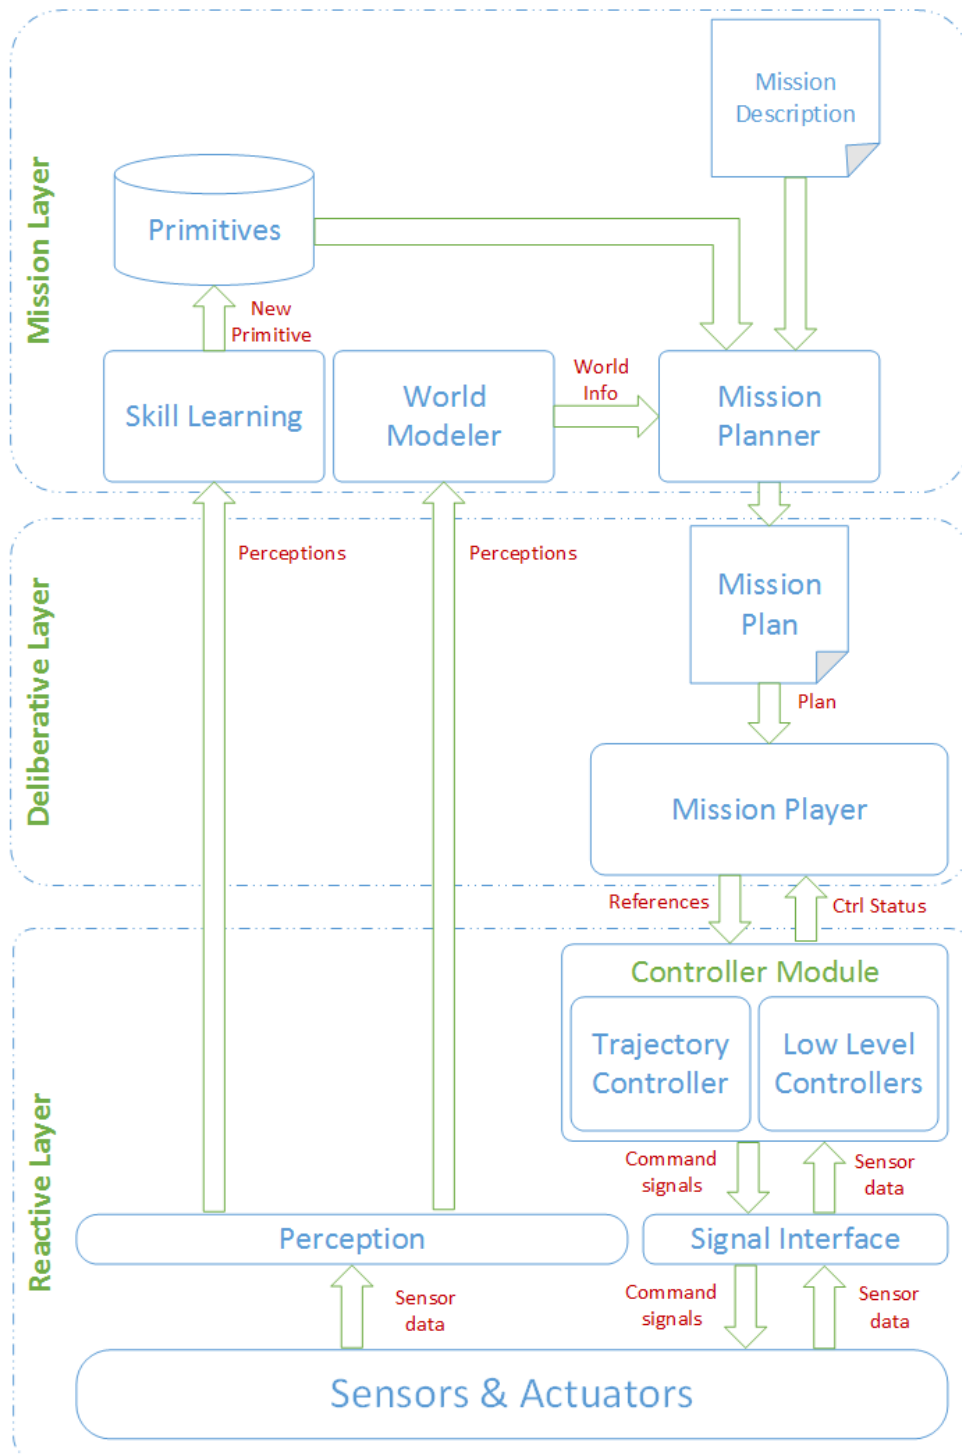 Mission Layer
Mission
Description
Primitives
New
Primitive
Skill Learning
World
Modeler
World
Info
Mission
Planner
Deliberative Layer
Perceptions
Perceptions
Mission
Plan
Plan
Mission Player
References
Ctrl Status
Reactive Layer
Controller Module
Trajectory
Controller
Low Level
Controllers
Command
signals
Sensor
data
Perception
Signal Interface
Sensor
data
Command
signals
Sensor
data
Sensors & Actuators